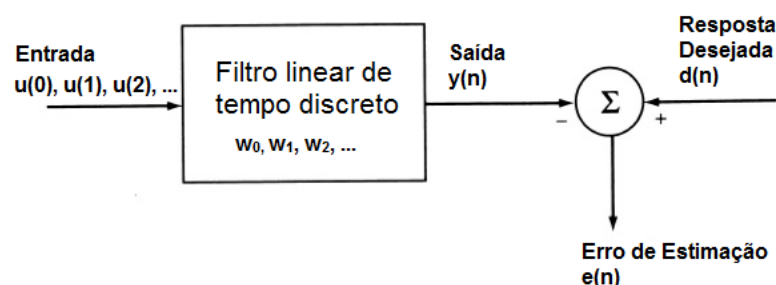 Entrada
u(0), u(1), u(2), ...
Filtro linear de
tempo discreto
w₀, w₁, w₂, ...
Saída
y(n)
Σ
−
+
Resposta
Desejada
d(n)
Erro de Estimação
e(n)